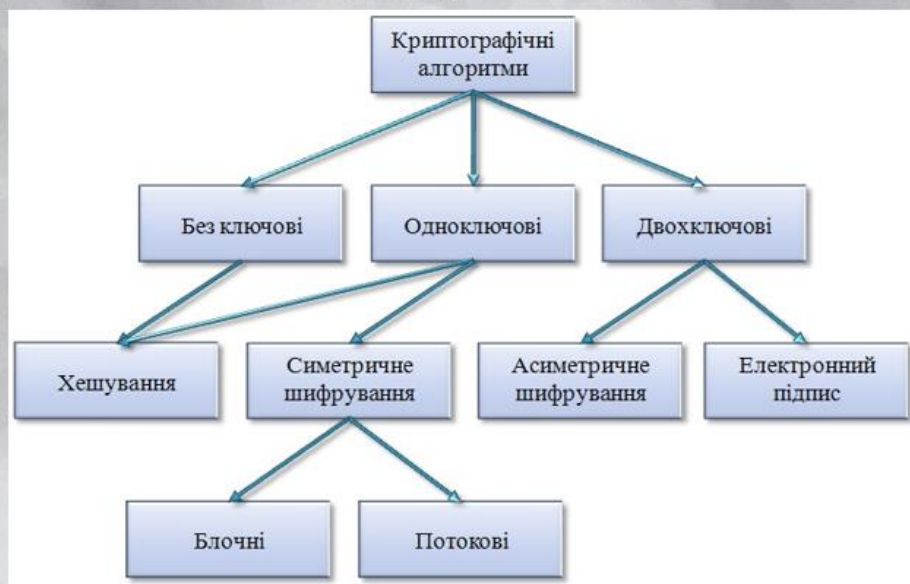 Криптографічні
алгоритми
Без ключові
Одноключові
Двохключові
Хешування
Симетричне
шифрування
Асиметричне
шифрування
Електронний
підпис
Блочні
Потокові